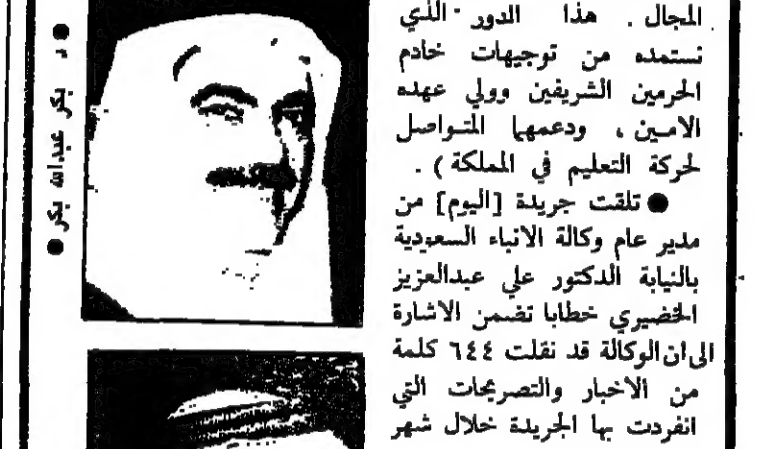 المجال . هذا الدور الذي
نستمده من توجيهات خادم
الحرمين الشريفين وولي عهده
الامين ، ودعمهما المتواصل
لحركة التعليم في المملكة ) .
● تلقت جريدة [اليوم] من
مدير عام وكالة الانباء السعودية
بالنيابة الدكتور علي عبدالعزيز
الخضيري خطابا تضمن الاشارة
الى ان الوكالة قد نقلت ٦٤٤ كلمة
من الاخبار والتصريحات التي
انفردت بها الجريدة خلال شهر
● د بكر عبدالله بكر ●